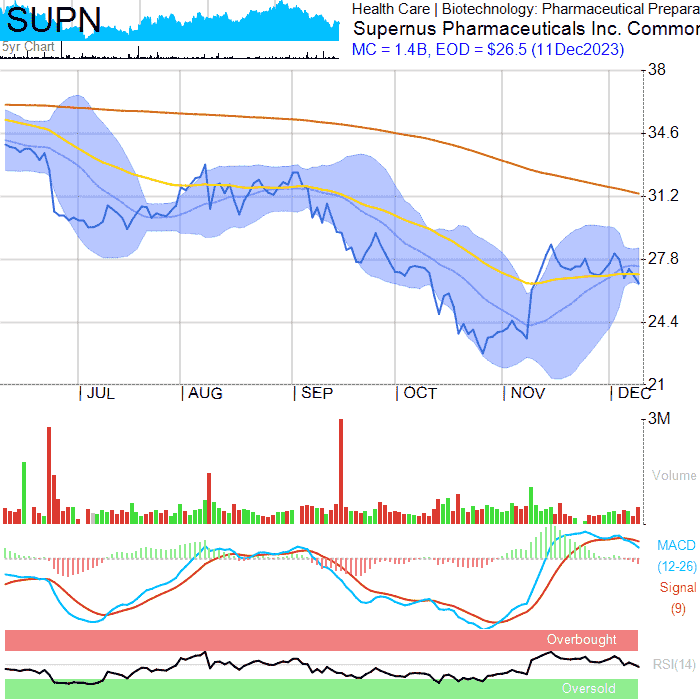 SUPN
5yr Chart
Health Care | Biotechnology: Pharmaceutical Prepara
Supernus Pharmaceuticals Inc. Common
MC = 1.4B, EOD = $26.5 (11Dec2023)
38
34.6
31.2
27.8
24.4
21
JUL
AUG
SEP
OCT
NOV
DEC
3M
Volume
MACD
(12-26)
Signal
(9)
Overbought
RSI(14)
Oversold